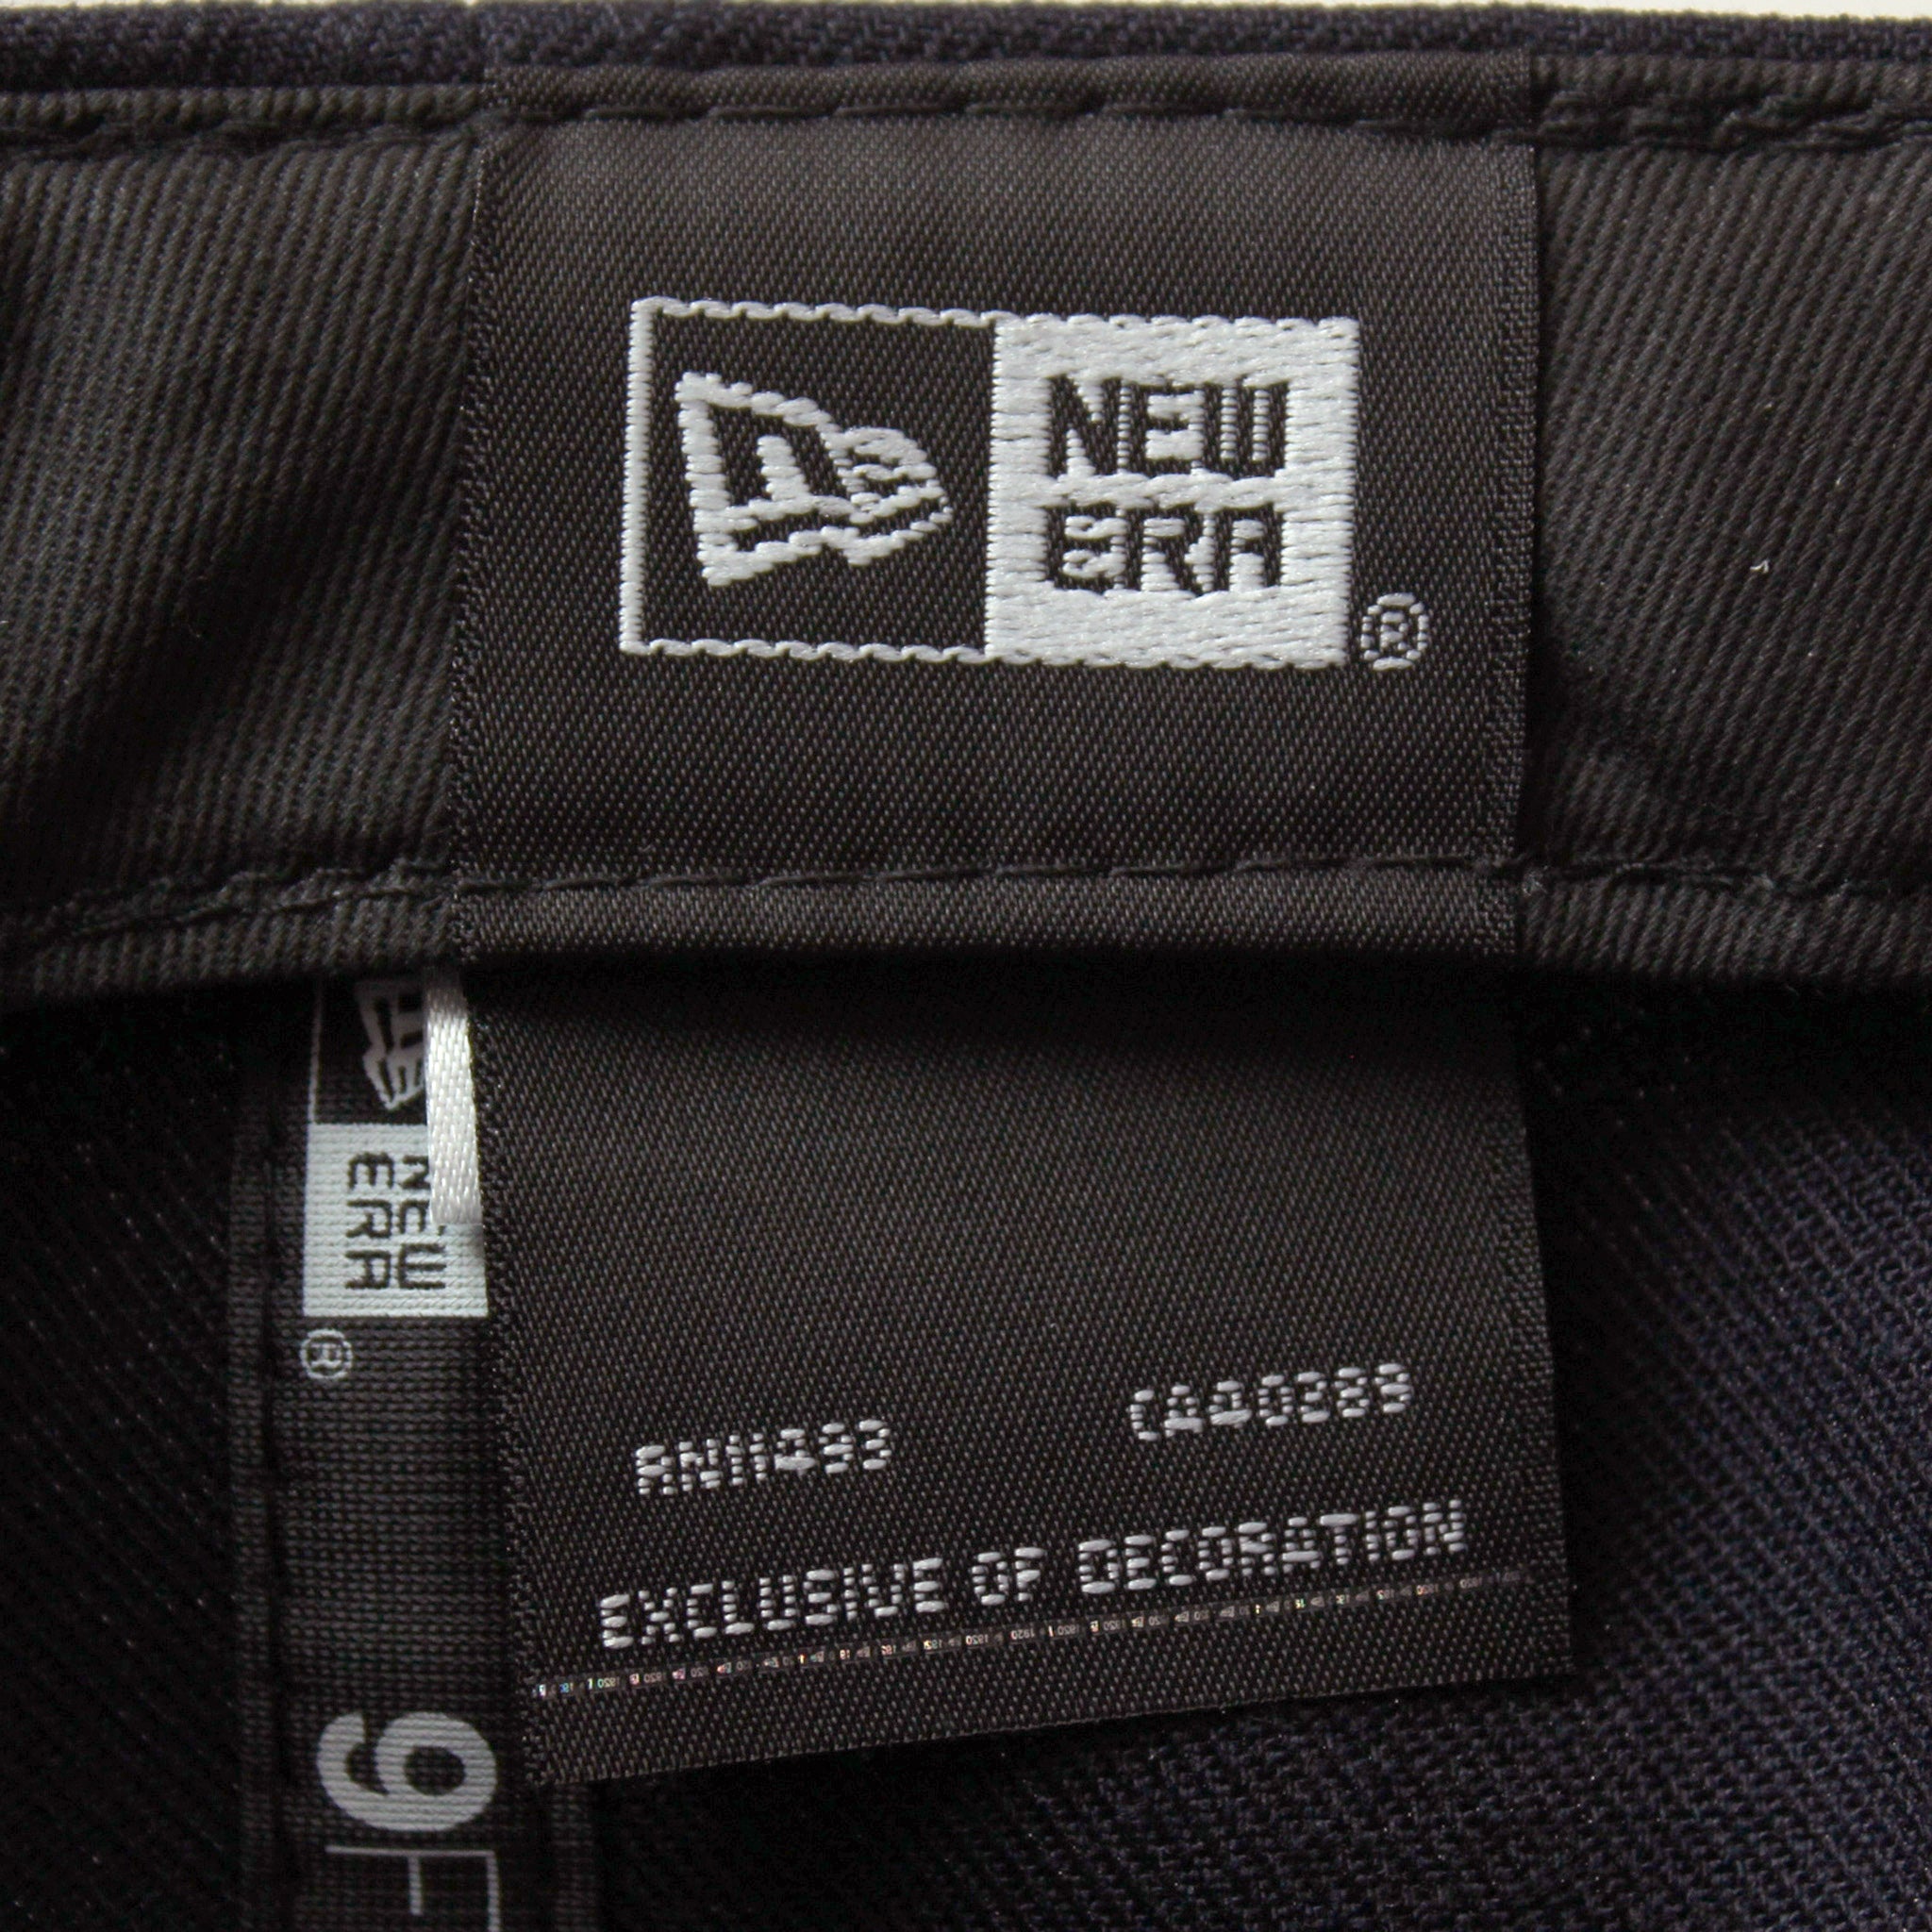 NEW
ERA
®
NEW
ERA
®
RN11493 CA40389
EXCLUSIVE OF DECORATION
9F